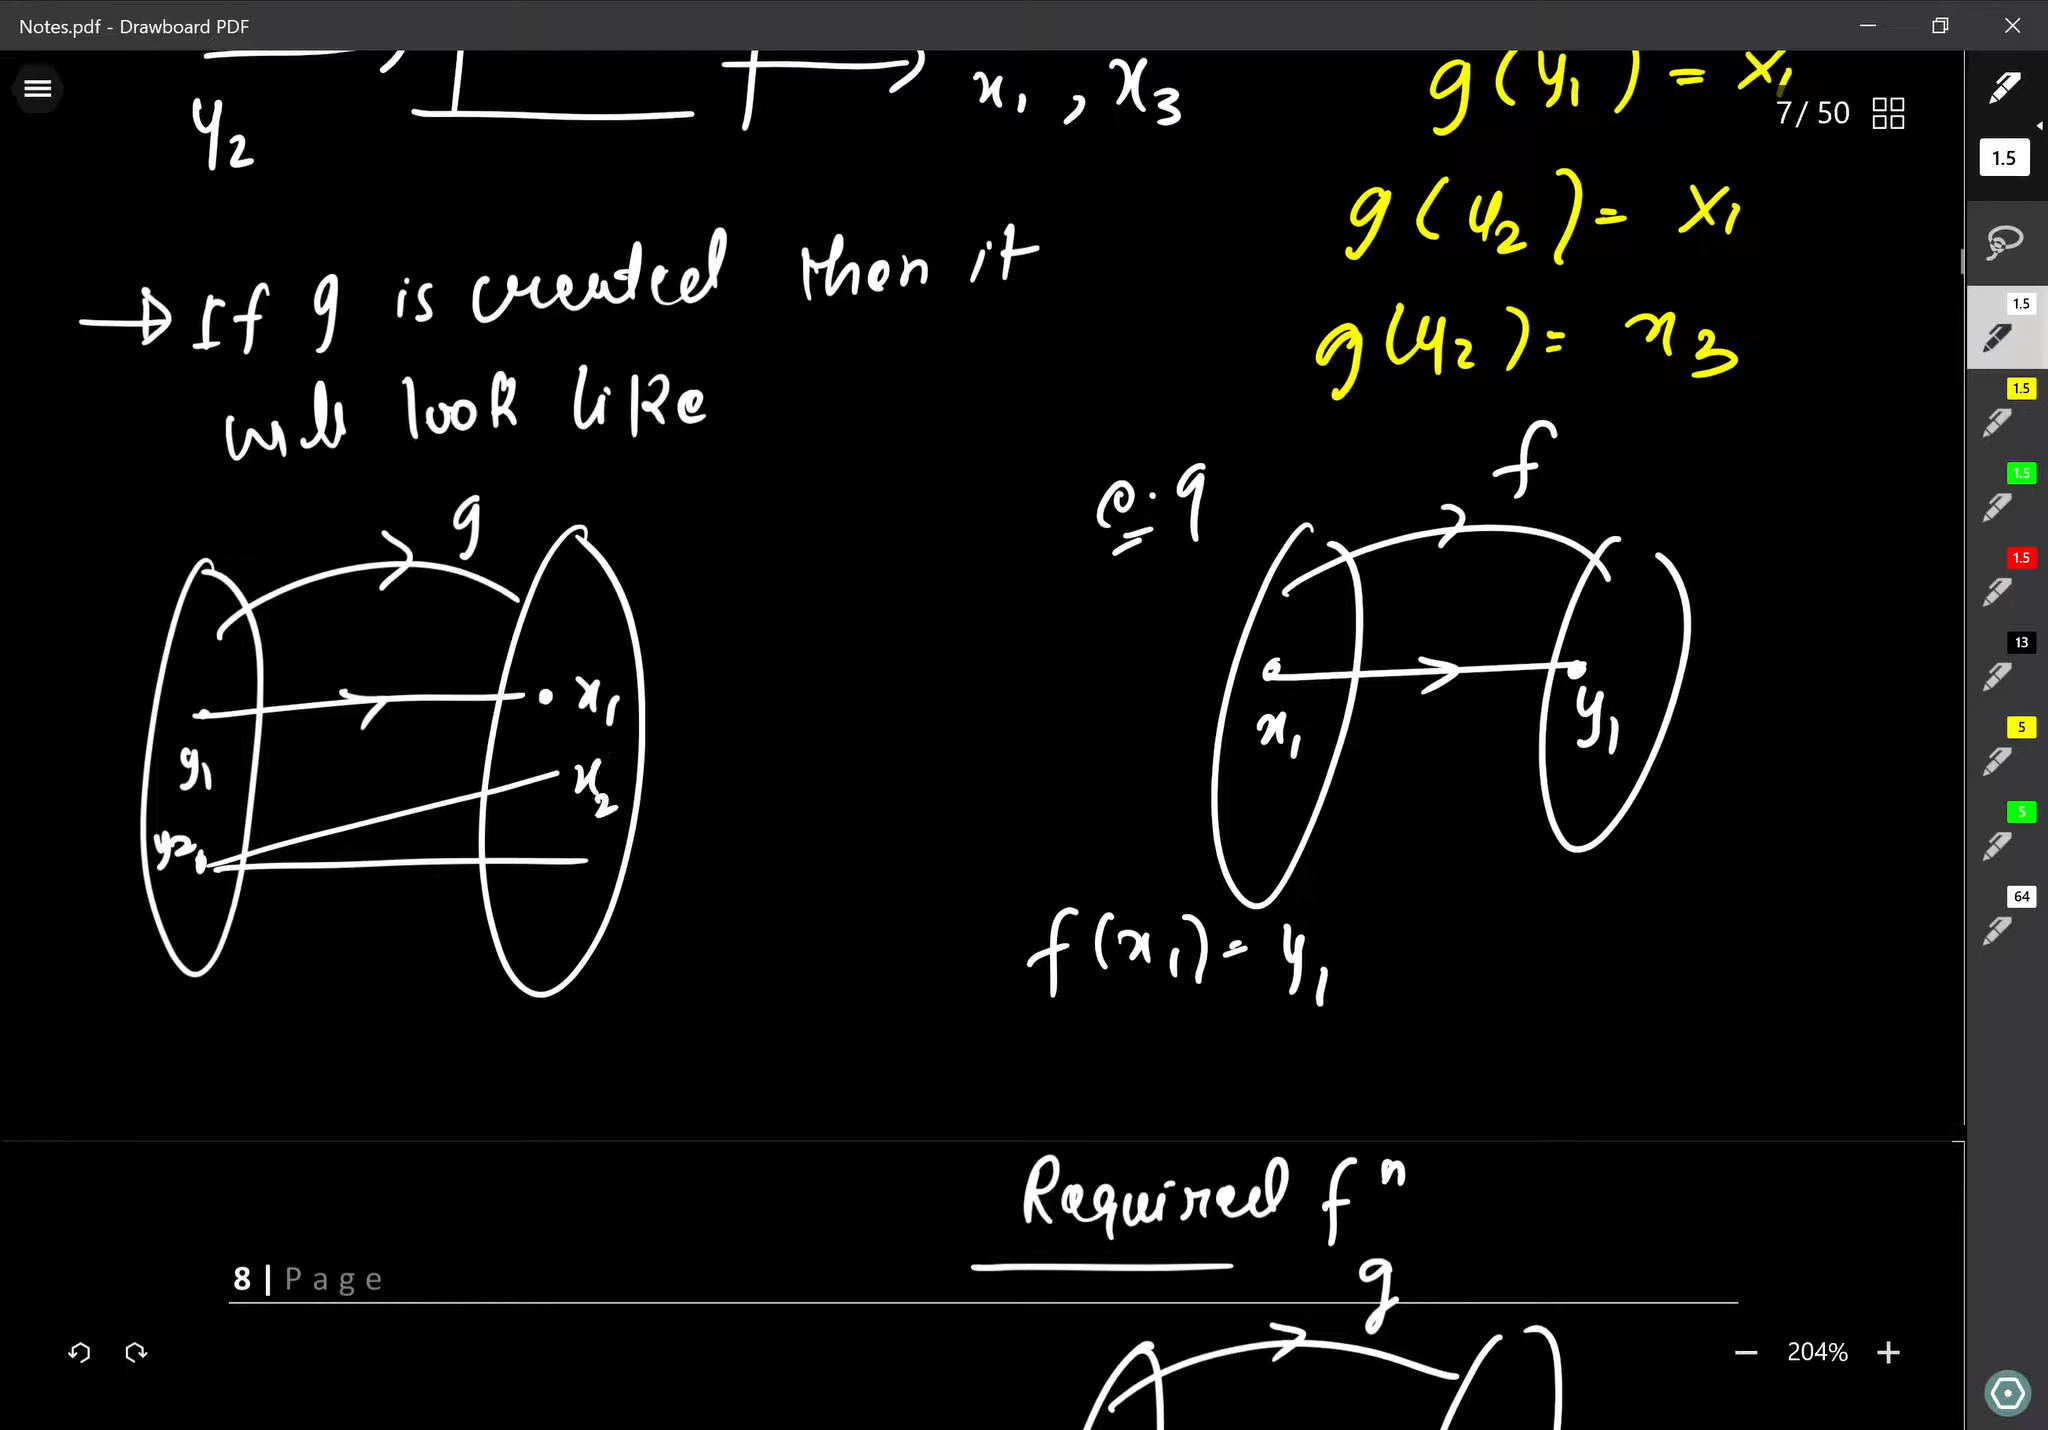 Notes.pdf - Drawboard PDF
y2
x1, x3
g(y1) = x1
7/ 50
g(y2) = x1
→ If g is created then it
g(y2) = x3
will look like
g
e.g
f
x1
x2
y1
y2
x1
y1
f(x1) = y1
Required fⁿ
g
8 | Page
204%
1.5
1.5
1.5
1.5
1.5
13
5
5
64